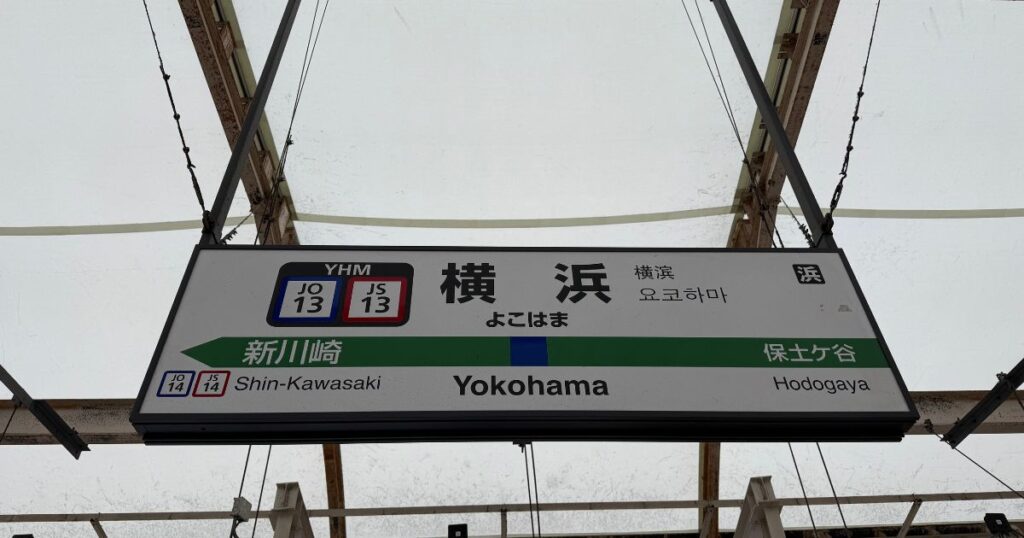 YHM
JO 13
JS 13
横浜
横滨
요코하마
浜
よこはま
新川崎
保土ケ谷
JO 14
JS 14
Shin-Kawasaki
Yokohama
Hodogaya